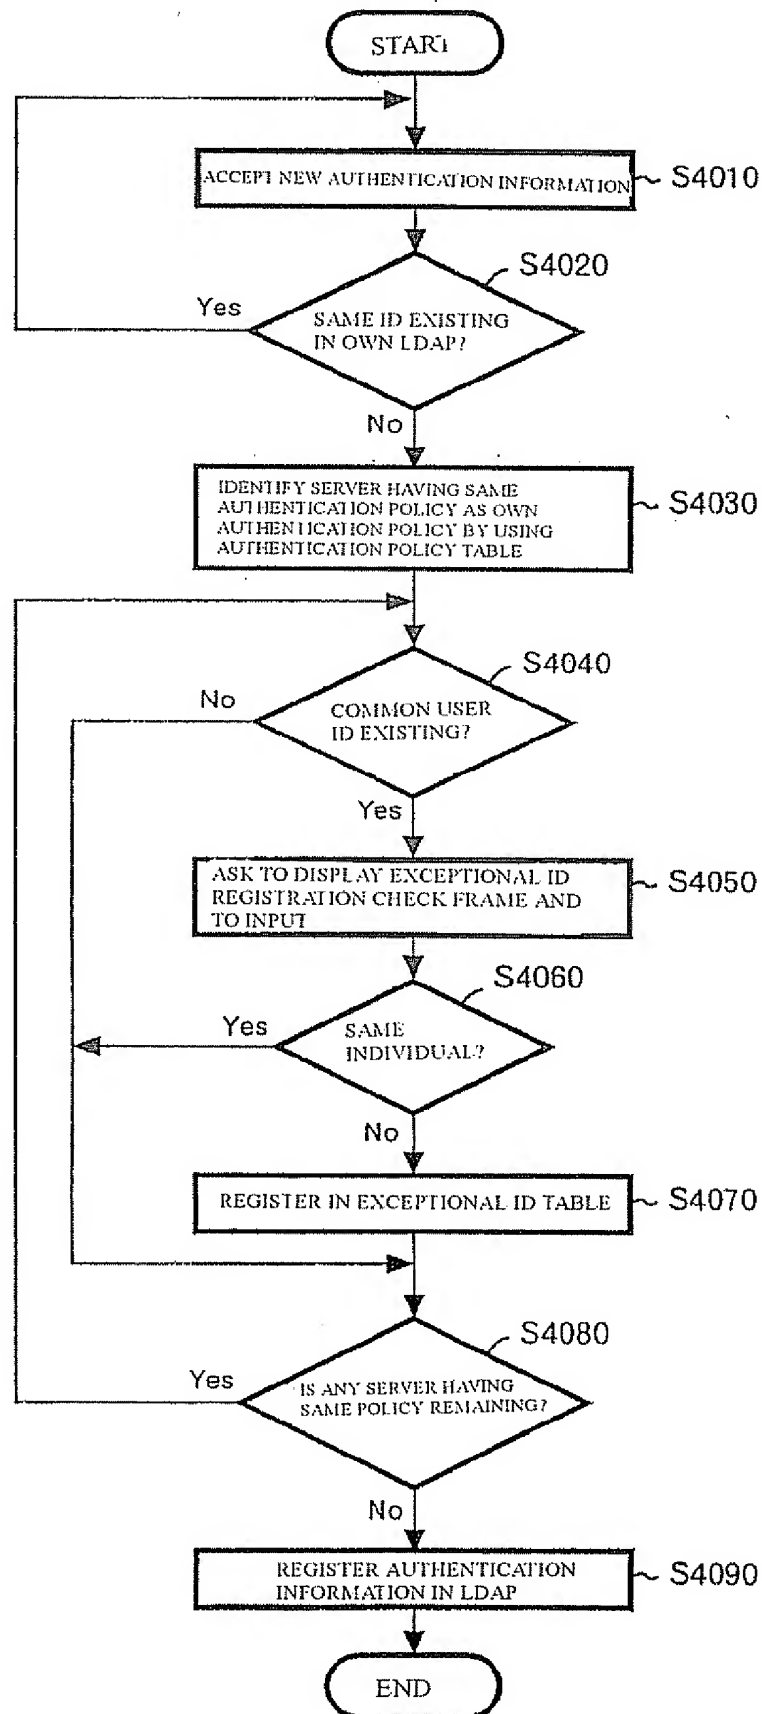 START
ACCEPT NEW AUTHENTICATION INFORMATION
S4010
S4020
Yes
SAME ID EXISTING
IN OWN LDAP?
No
IDENTIFY SERVER HAVING SAME
AUTHENTICATION POLICY AS OWN
AUTHENTICATION POLICY BY USING
AUTHENTICATION POLICY TABLE
S4030
S4040
No
COMMON USER
ID EXISTING?
Yes
ASK TO DISPLAY EXCEPTIONAL ID
REGISTRATION CHECK FRAME AND
TO INPUT
S4050
S4060
Yes
SAME
INDIVIDUAL?
No
REGISTER IN EXCEPTIONAL ID TABLE
S4070
S4080
Yes
IS ANY SERVER HAVING
SAME POLICY REMAINING?
No
REGISTER AUTHENTICATION
INFORMATION IN LDAP
S4090
END